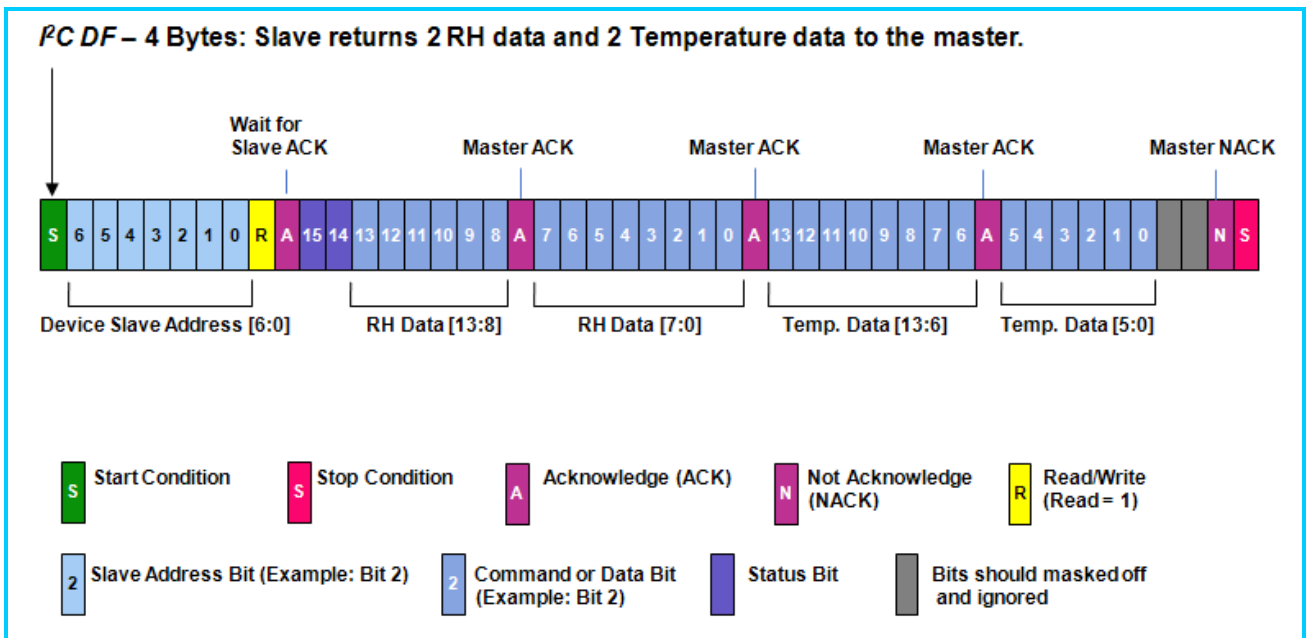 I²C DF – 4 Bytes: Slave returns 2 RH data and 2 Temperature data to the master.
Wait for
Slave ACK
Master ACK
Master ACK
Master ACK
Master NACK
S 6 5 4 3 2 1 0 R A 15 14 13 12 11 10 9 8 A 7 6 5 4 3 2 1 0 A 13 12 11 10 9 8 7 6 A 5 4 3 2 1 0 N S
Device Slave Address [6:0]
RH Data [13:8]
RH Data [7:0]
Temp. Data [13:6]
Temp. Data [5:0]
S Start Condition
S Stop Condition
A Acknowledge (ACK)
N Not Acknowledge
(NACK)
R Read/Write
(Read = 1)
2 Slave Address Bit (Example: Bit 2)
2 Command or Data Bit
(Example: Bit 2)
Status Bit
Bits should masked off
and ignored